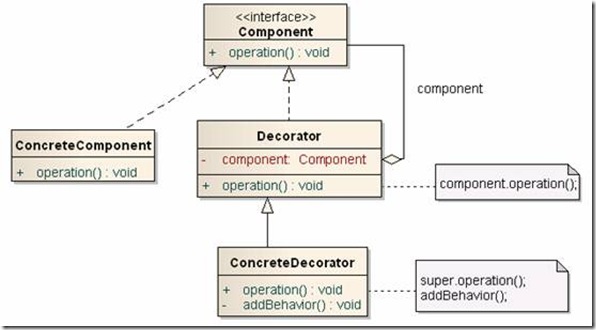 <<interface>>
Component
+ operation() : void
component
ConcreteComponent
+ operation() : void
Decorator
- component: Component
+ operation() : void
component.operation();
ConcreteDecorator
+ operation() : void
- addBehavior() : void
super.operation();
addBehavior();